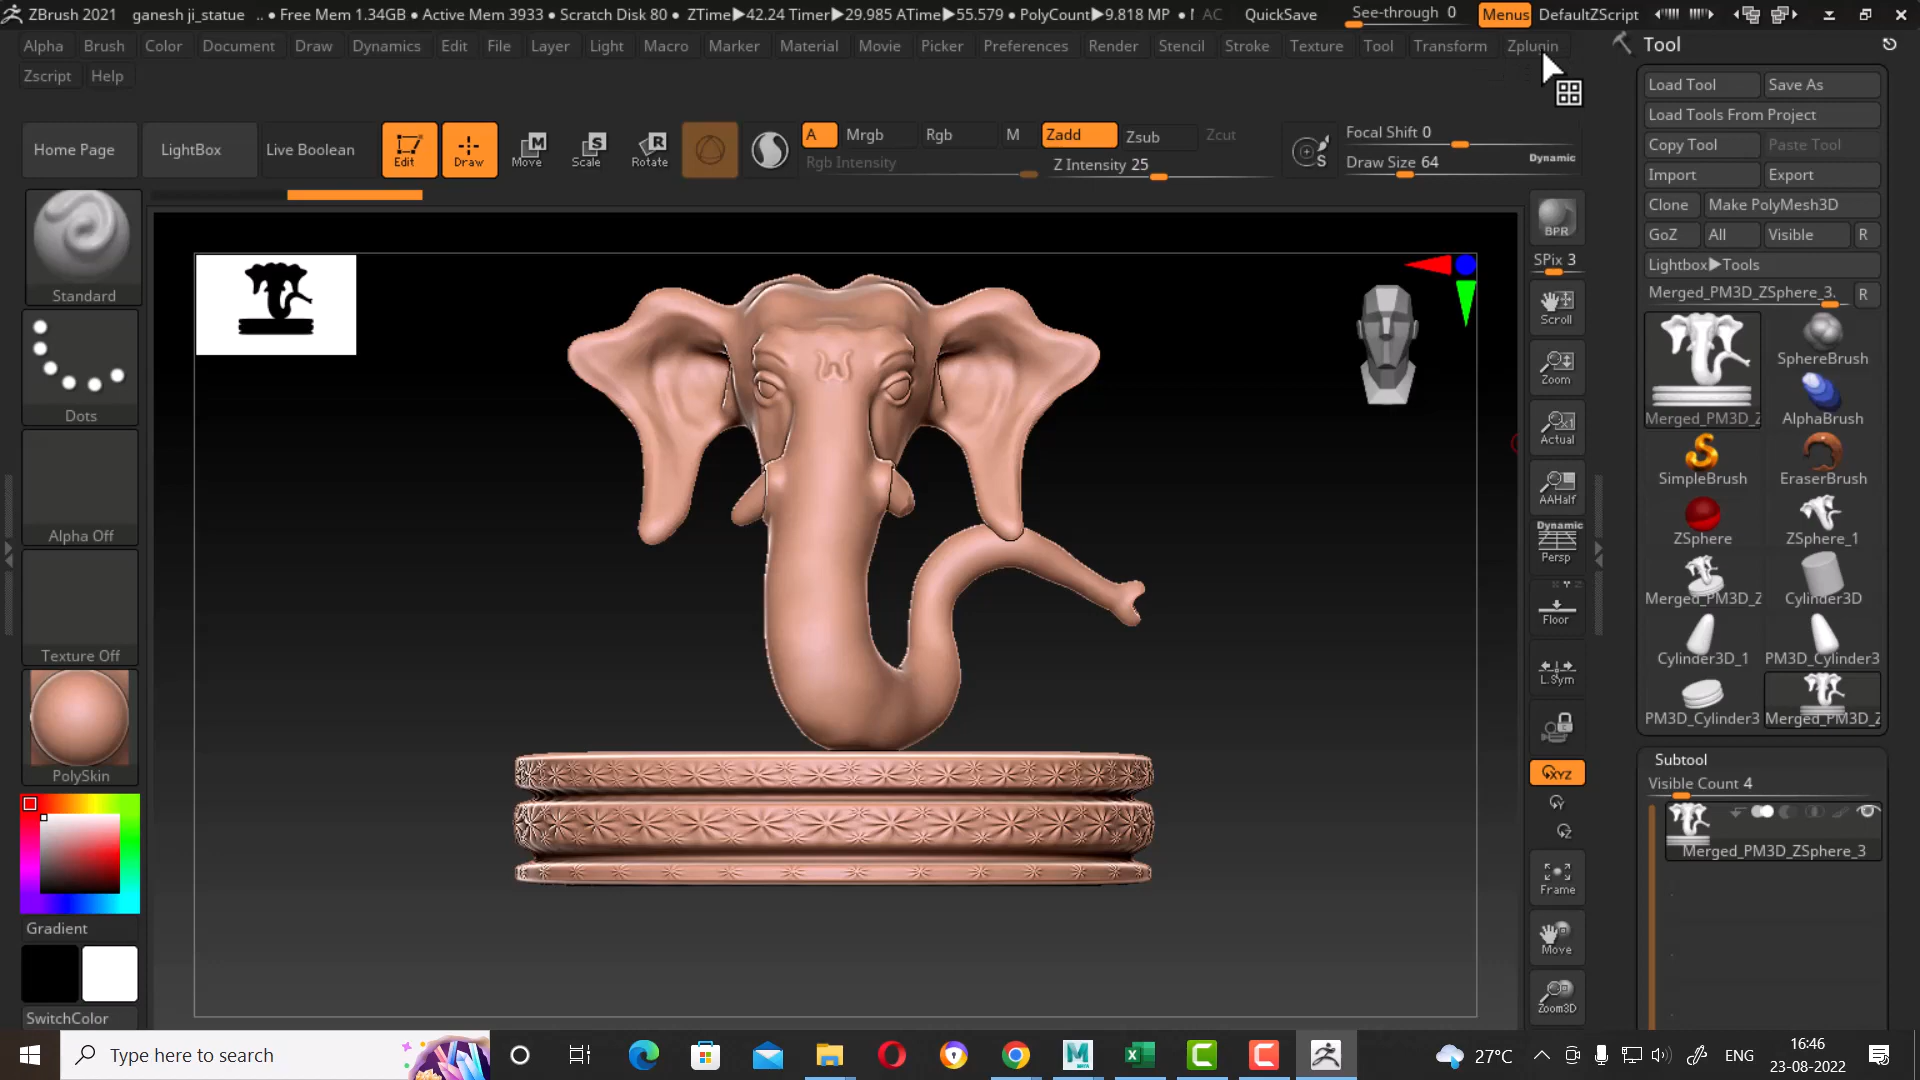 ZBrush 2021 ganesh ji_statue .. • Free Mem 1.34GB • Active Mem 3933 • Scratch Disk 80 • ZTime▶42.24 Timer▶29.985 ATime▶55.579 • PolyCount▶9.818 MP • AC QuickSave See-through 0 Menus DefaultZScript
Alpha Brush Color Document Draw Dynamics Edit File Layer Light Macro Marker Material Movie Picker Preferences Render Stencil Stroke Texture Tool Transform Zplugin
Zscript Help
Home Page LightBox Live Boolean Edit Draw Move Scale Rotate
A Mrgb Rgb M Zadd Zsub Zcut
Rgb Intensity Z Intensity 25
S
Focal Shift 0
Draw Size 64 Dynamic
Standard
Dots
Alpha Off
Texture Off
PolySkin
Gradient
SwitchColor
BPR
SPix 3
Scroll
Zoom
Actual
AAHalf
Dynamic
Persp
Floor
L.Sym
XYZ
Frame
Move
Zoom3D
Tool
Load Tool Save As
Load Tools From Project
Copy Tool Paste Tool
Import Export
Clone Make PolyMesh3D
GoZ All Visible R
Lightbox▶Tools
Merged_PM3D_ZSphere_3. R
Merged_PM3D_Z SphereBrush
AlphaBrush
SimpleBrush EraserBrush
ZSphere ZSphere_1
Merged_PM3D_Z Cylinder3D
Cylinder3D_1 PM3D_Cylinder3
PM3D_Cylinder3 Merged_PM3D_Z
Subtool
Visible Count 4
Merged_PM3D_ZSphere_3
Type here to search
27°C ENG
16:46
23-08-2022